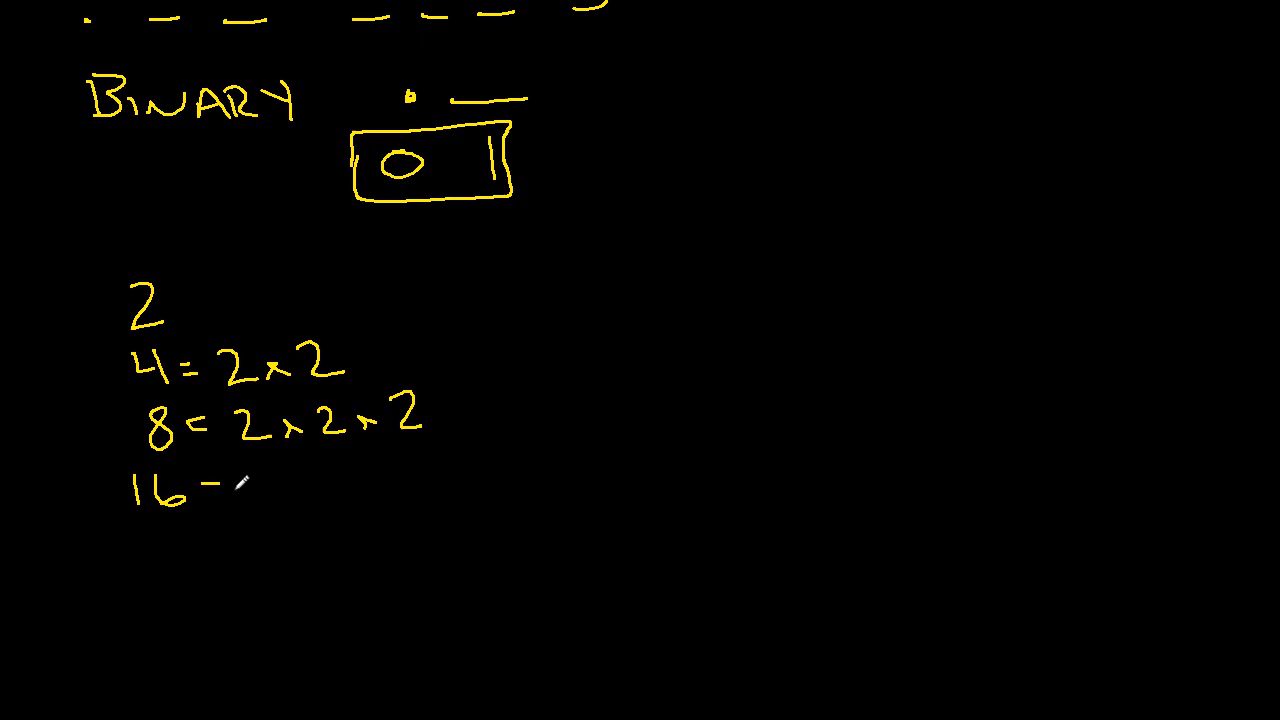 BINARY
0 1
2
4 = 2 x 2
8 = 2 x 2 x 2
16 -